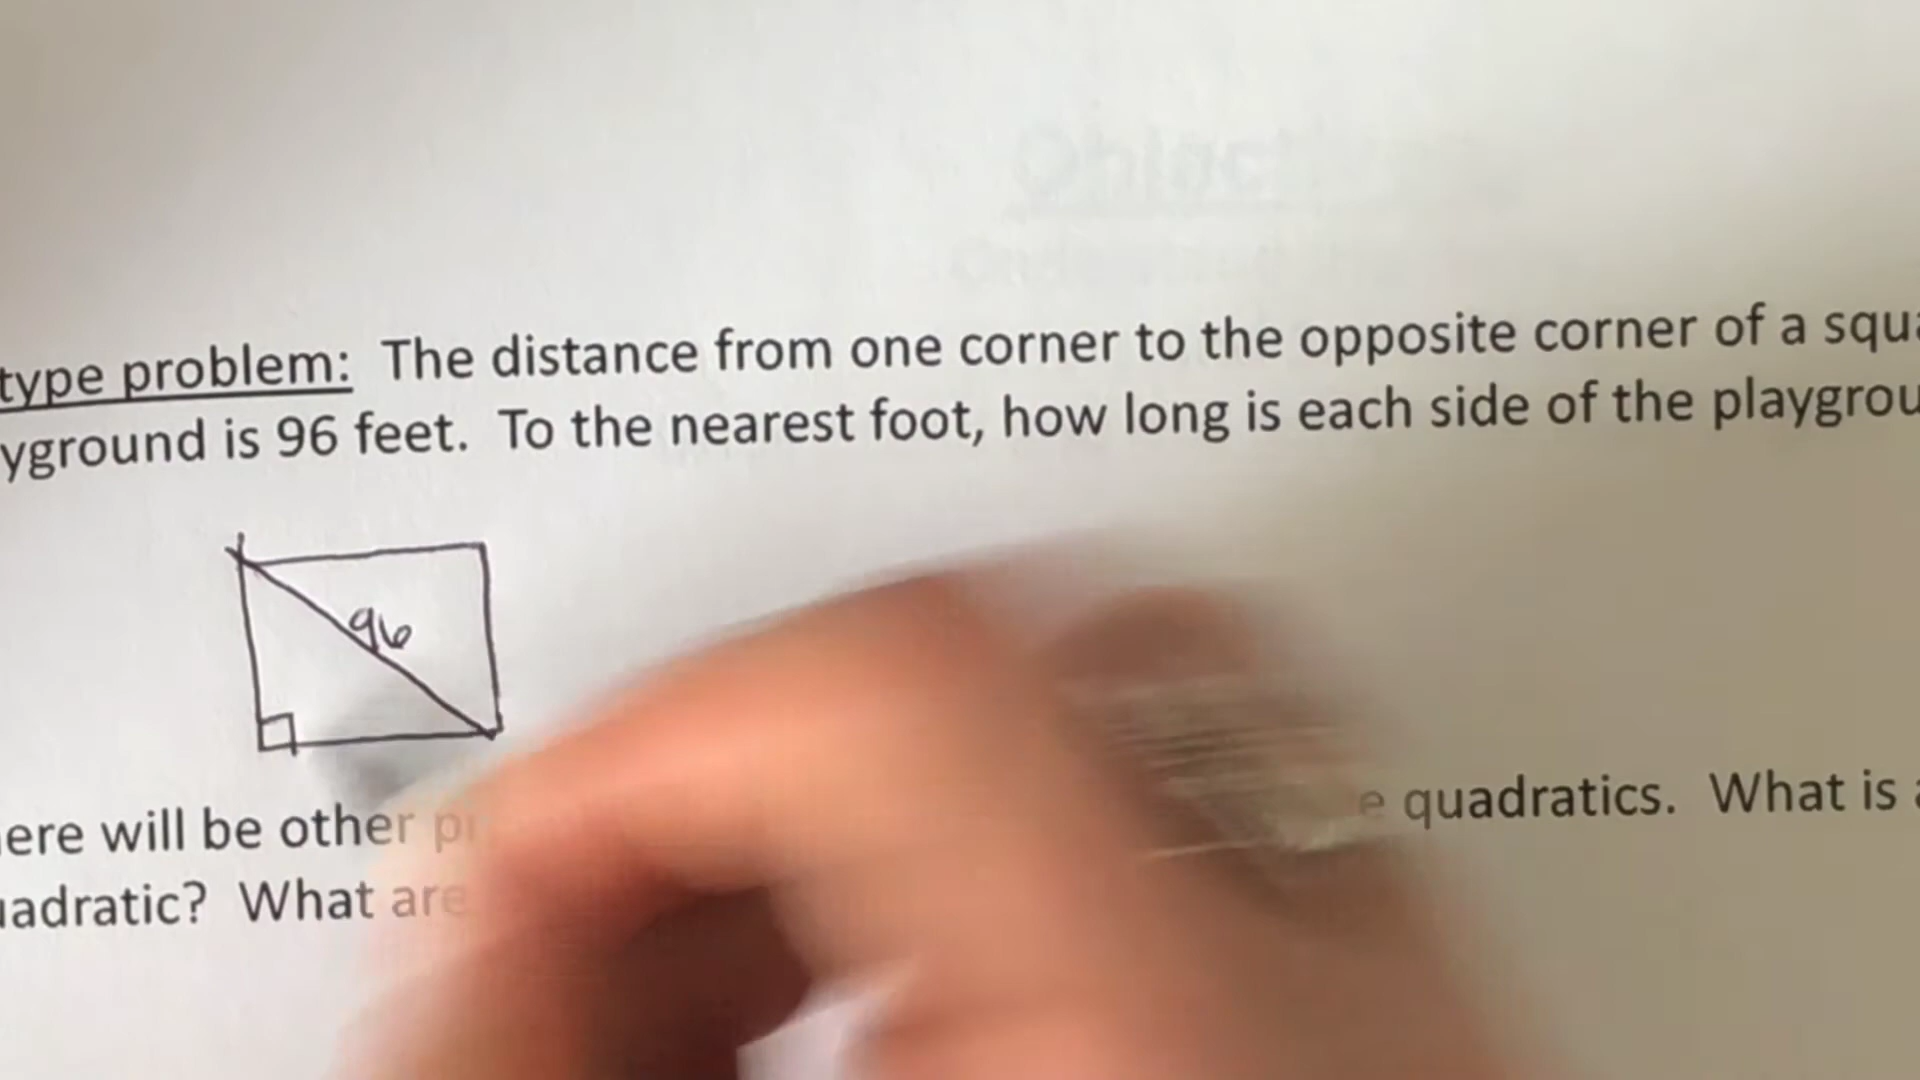 type problem: The distance from one corner to the opposite corner of a
yground is 96 feet. To the nearest foot, how long is each side of the playgrou
96
ere will be other e quadratics. What is a
uadratic? What are